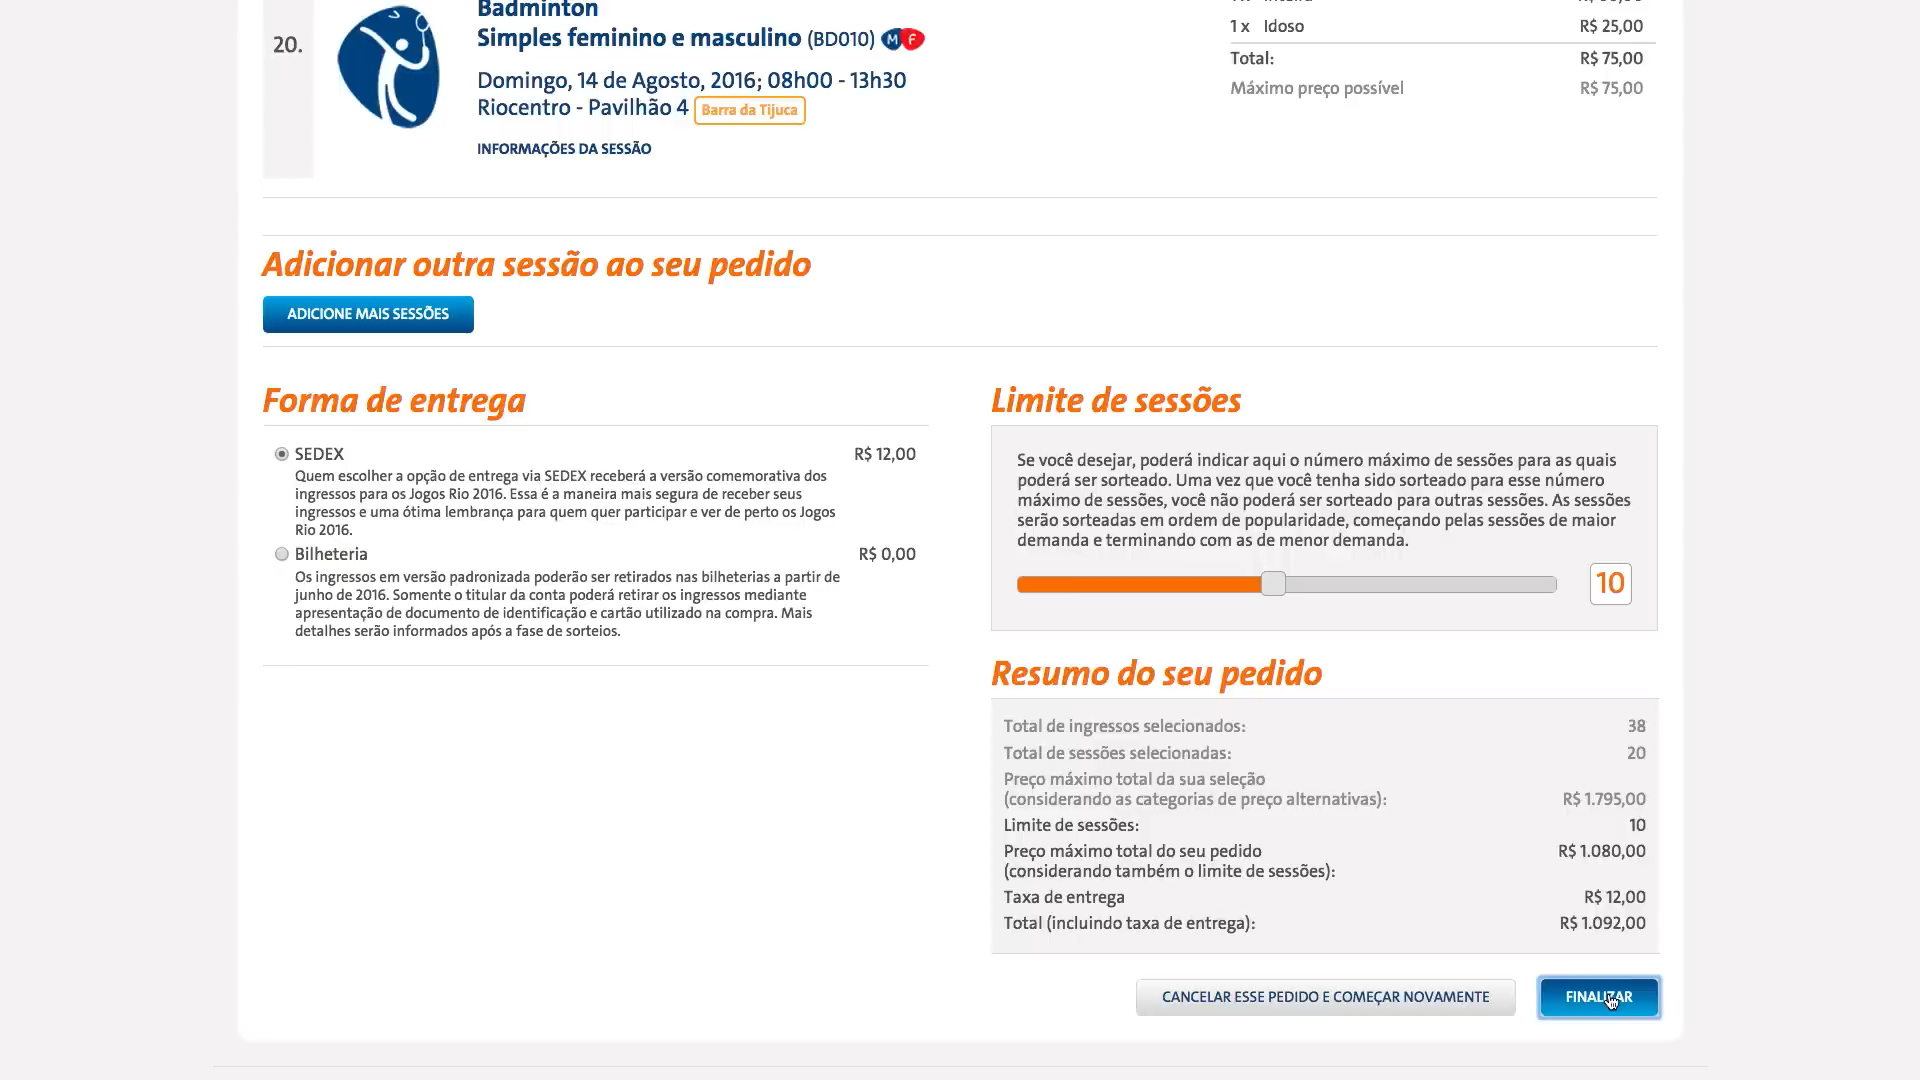 Badminton
20.
Simples feminino e masculino (BD010) M F
Domingo, 14 de Agosto, 2016; 08h00 - 13h30
Riocentro - Pavilhão 4 Barra da Tijuca
INFORMAÇÕES DA SESSÃO
1 x Idoso R$ 25,00
Total: R$ 75,00
Máximo preço possível R$ 75,00
Adicionar outra sessão ao seu pedido
ADICIONE MAIS SESSÕES
Forma de entrega
SEDEX R$ 12,00
Quem escolher a opção de entrega via SEDEX receberá a versão comemorativa dos
ingressos para os Jogos Rio 2016. Essa é a maneira mais segura de receber seus
ingressos e uma ótima lembrança para quem quer participar e ver de perto os Jogos
Rio 2016.
Bilheteria R$ 0,00
Os ingressos em versão padronizada poderão ser retirados nas bilheterias a partir de
junho de 2016. Somente o titular da conta poderá retirar os ingressos mediante
apresentação de documento de identificação e cartão utilizado na compra. Mais
detalhes serão informados após a fase de sorteios.
Limite de sessões
Se você desejar, poderá indicar aqui o número máximo de sessões para as quais
poderá ser sorteado. Uma vez que você tenha sido sorteado para esse número
máximo de sessões, você não poderá ser sorteado para outras sessões. As sessões
serão sorteadas em ordem de popularidade, começando pelas sessões de maior
demanda e terminando com as de menor demanda.
10
Resumo do seu pedido
Total de ingressos selecionados: 38
Total de sessões selecionadas: 20
Preço máximo total da sua seleção
(considerando as categorias de preço alternativas): R$ 1.795,00
Limite de sessões: 10
Preço máximo total do seu pedido R$ 1.080,00
(considerando também o limite de sessões):
Taxa de entrega R$ 12,00
Total (incluindo taxa de entrega): R$ 1.092,00
CANCELAR ESSE PEDIDO E COMEÇAR NOVAMENTE
FINALIZAR